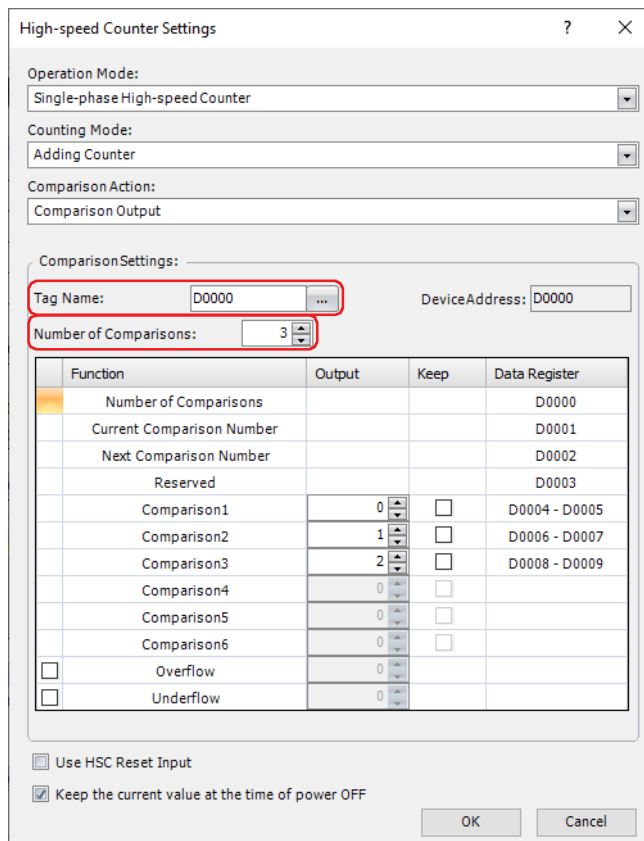 High-speed Counter Settings ? ×
Operation Mode:
Single-phase High-speed Counter
Counting Mode:
Adding Counter
Comparison Action:
Comparison Output
Comparison Settings:
Tag Name: D0000 ... DeviceAddress: D0000
Number of Comparisons: 3
Function Output Keep Data Register
Number of Comparisons D0000
Current Comparison Number D0001
Next Comparison Number D0002
Reserved D0003
Comparison1 0 D0004 - D0005
Comparison2 1 D0006 - D0007
Comparison3 2 D0008 - D0009
Comparison4 0
Comparison5 0
Comparison6 0
Overflow 0
Underflow 0
Use HSC Reset Input
Keep the current value at the time of power OFF
OK Cancel